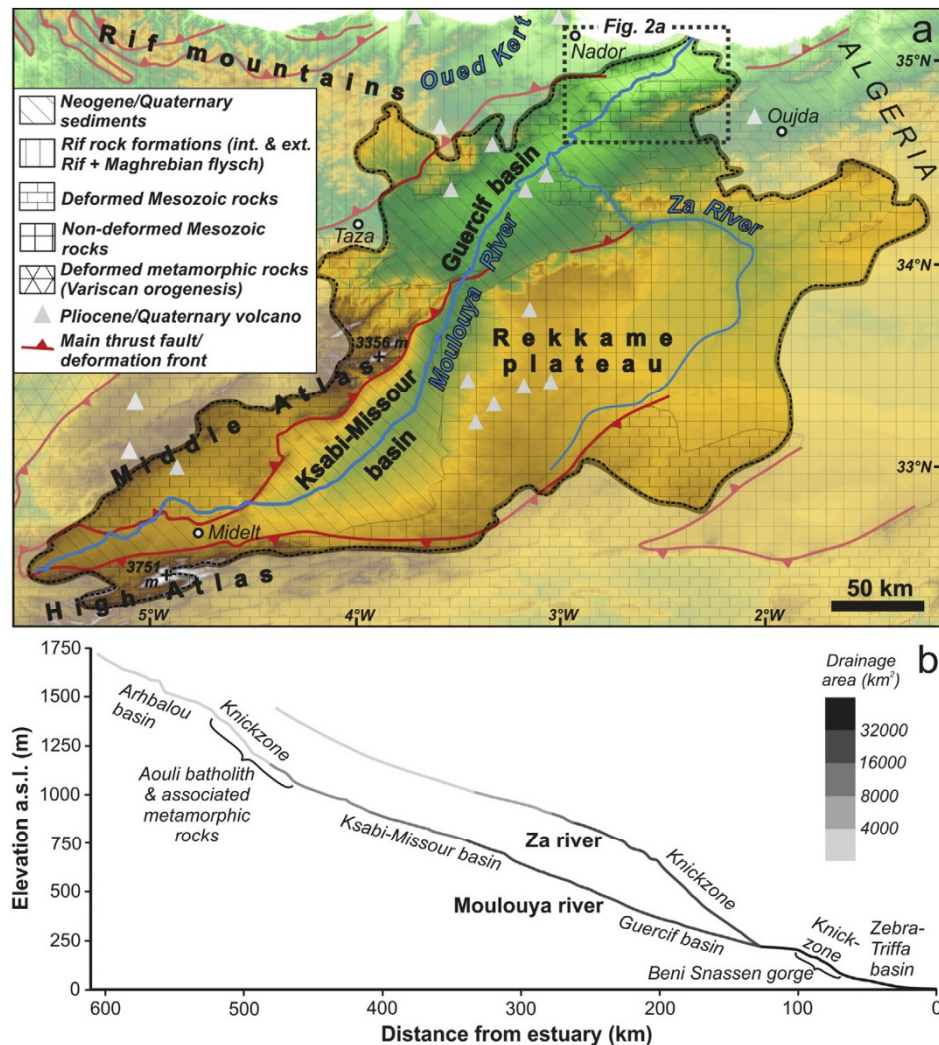 a
Fig. 2a
Rif mountains
Oued Kert
Nador
35°N
ALGERIA
Oujda
Neogene/Quaternary
sediments
Rif rock formations (int. & ext.
Rif + Maghrebian flysch)
Deformed Mesozoic rocks
Non-deformed Mesozoic
rocks
Deformed metamorphic rocks
(Variscan orogenesis)
Pliocene/Quaternary volcano
Main thrust fault/
deformation front
Taza
Guercif basin
Moulouya River
Za River
34°N
3356 m
Rekkame
plateau
Middle Atlas
Ksabi-Missour
basin
33°N
Midelt
3751
m
High Atlas
5°W
4°W
3°W
2°W
50 km
b
1750
1500
1250
1000
750
500
250
0
Elevation a.s.l. (m)
Arhbalou
basin
Knickzone
Aouli batholith
& associated
metamorphic
rocks
Ksabi-Missour basin
Za river
Moulouya river
Knickzone
Guercif basin
Knick-
zone
Beni Snassen gorge
Zebra-
Triffa
basin
Drainage
area (km²)
32000
16000
8000
4000
600
500
400
300
200
100
0
Distance from estuary (km)